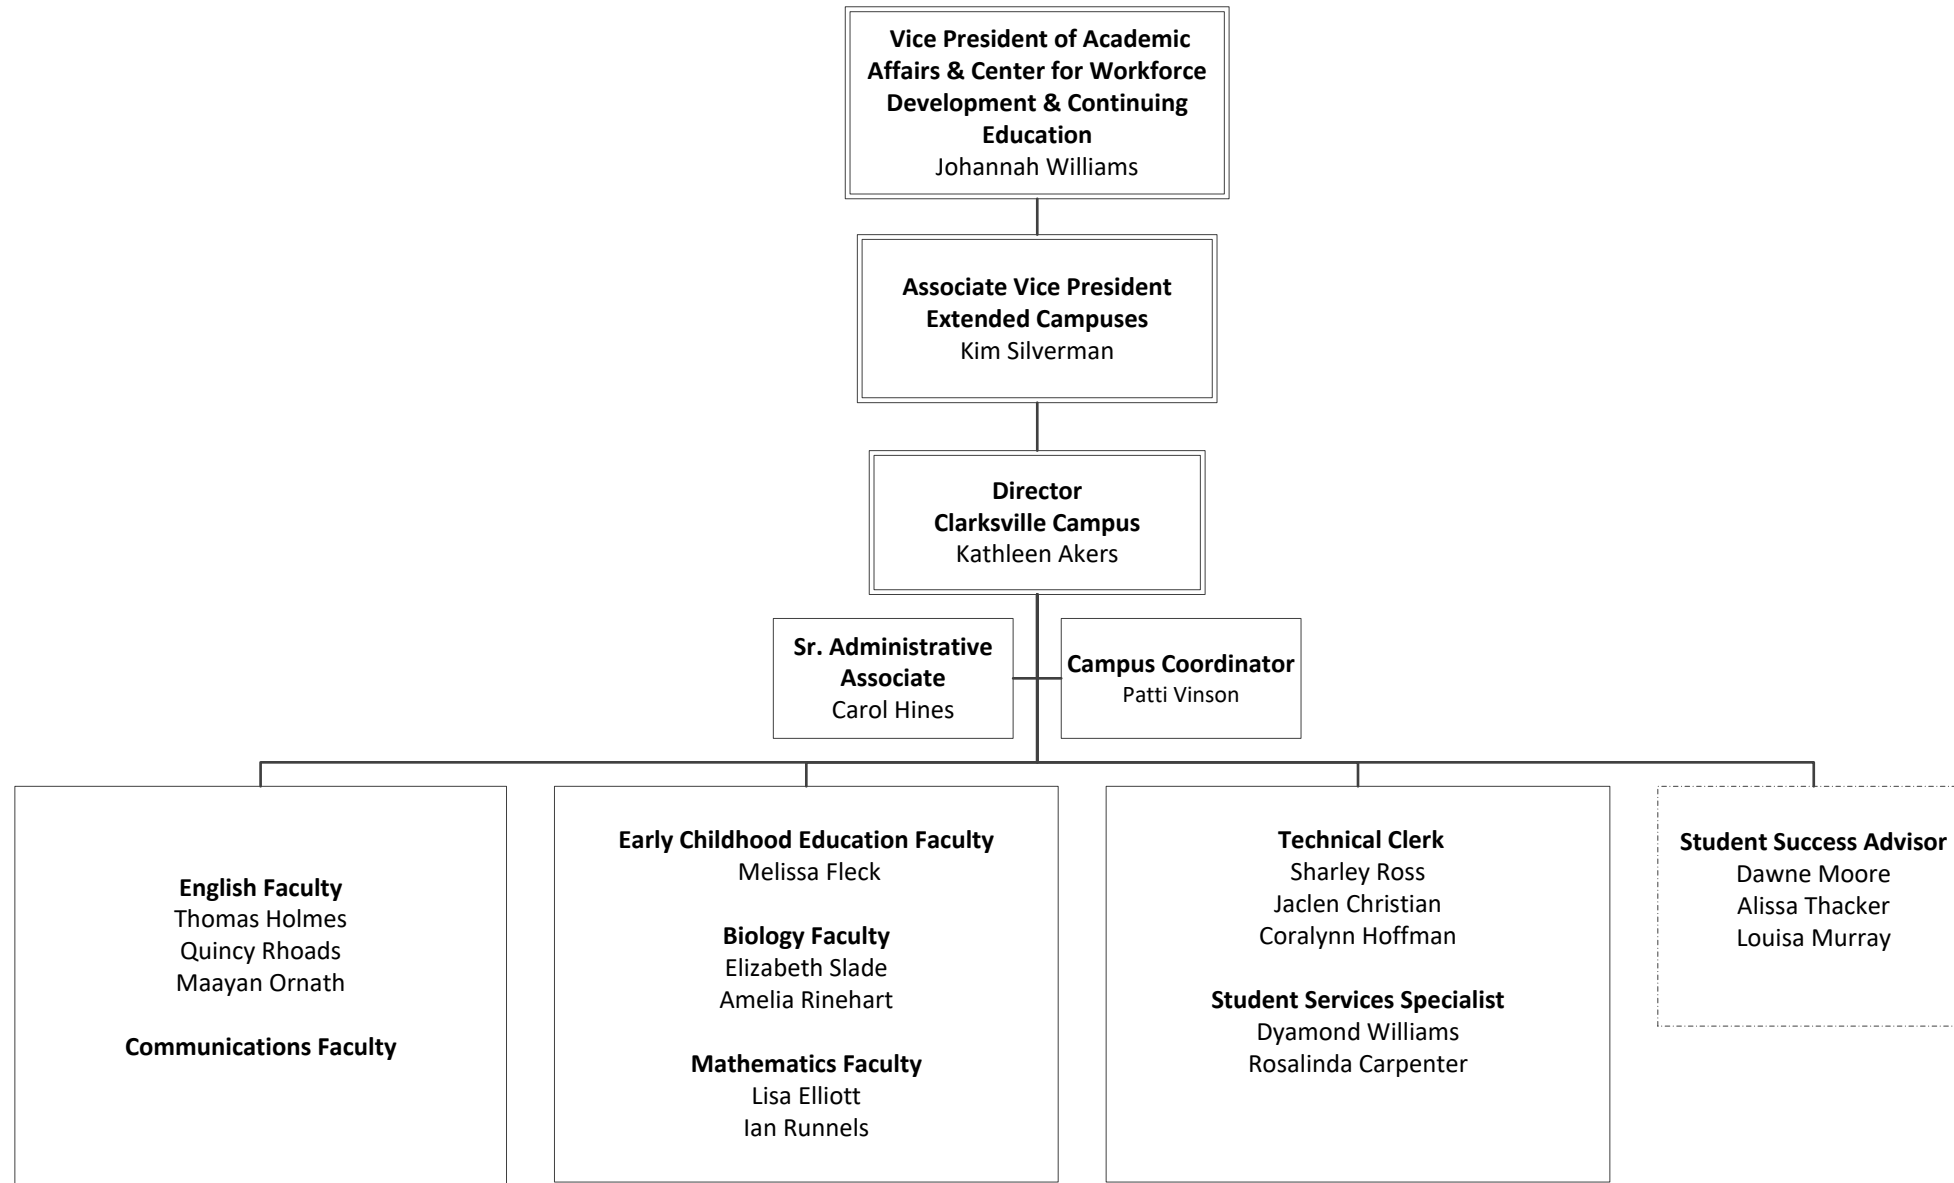 Vice President of Academic
Affairs & Center for Workforce
Development & Continuing
Education
Johannah Williams
Associate Vice President
Extended Campuses
Kim Silverman
Director
Clarksville Campus
Kathleen Akers
Sr. Administrative
Associate
Carol Hines
Campus Coordinator
Patti Vinson
English Faculty
Thomas Holmes
Quincy Rhoads
Maayan Ornath
Communications Faculty
Early Childhood Education Faculty
Melissa Fleck
Biology Faculty
Elizabeth Slade
Amelia Rinehart
Mathematics Faculty
Lisa Elliott
Ian Runnels
Technical Clerk
Sharley Ross
Jaclen Christian
Coralynn Hoffman
Student Services Specialist
Dyamond Williams
Rosalinda Carpenter
Student Success Advisor
Dawne Moore
Alissa Thacker
Louisa Murray